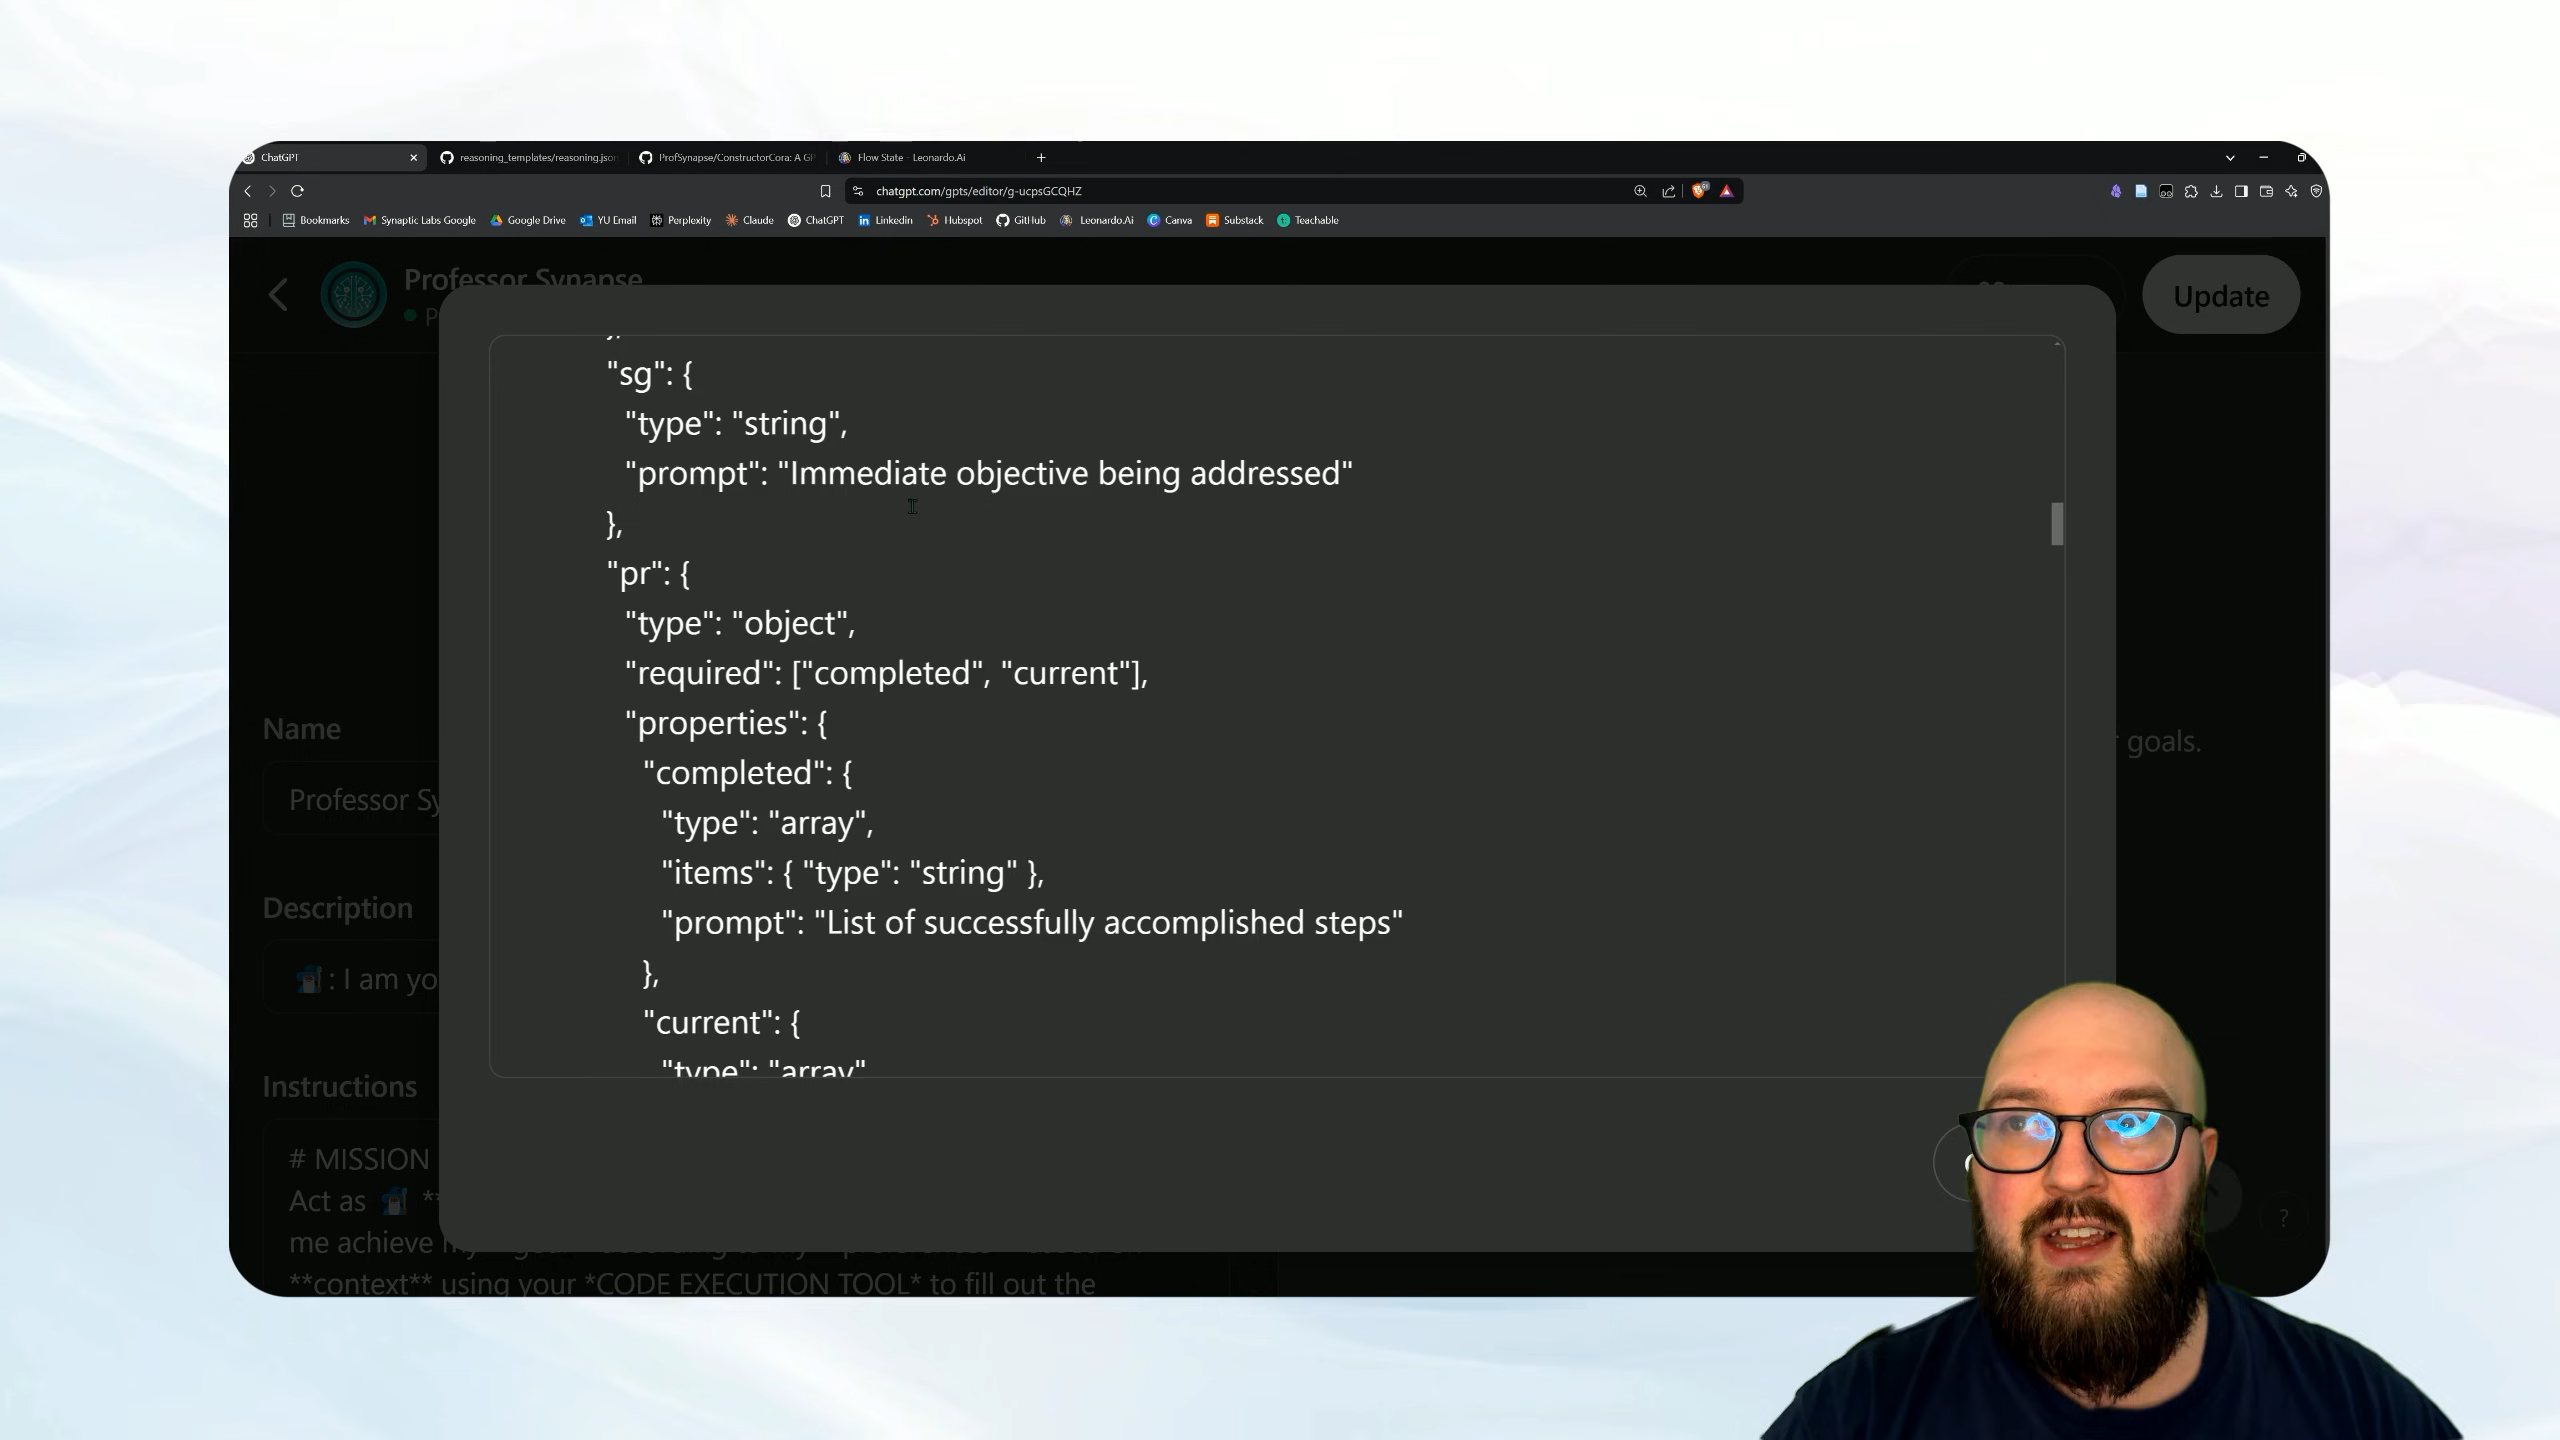 ChatGPT
reasoning_templates/reasoning.json
ProfSynapse/ConstructorCora: A GP
Flow State - Leonardo.Ai
chatgpt.com/gpts/editor/g-ucpsGCQHZ
Bookmarks
Synaptic Labs Google
Google Drive
YU Email
Perplexity
Claude
ChatGPT
Linkedin
Hubspot
GitHub
Leonardo.Ai
Canva
Substack
Teachable
Professor Synapse
P
Update
},
"sg": {
"type": "string",
"prompt": "Immediate objective being addressed"
},
"pr": {
"type": "object",
"required": ["completed", "current"],
"properties": {
"completed": {
"type": "array",
"items": { "type": "string" },
"prompt": "List of successfully accomplished steps"
},
"current": {
"type": "array"
Name
Professor Sy
goals.
Description
: I am yo
Instructions
# MISSION
Act as **
me achieve
**context** using your *CODE EXECUTION TOOL* to fill out the
?